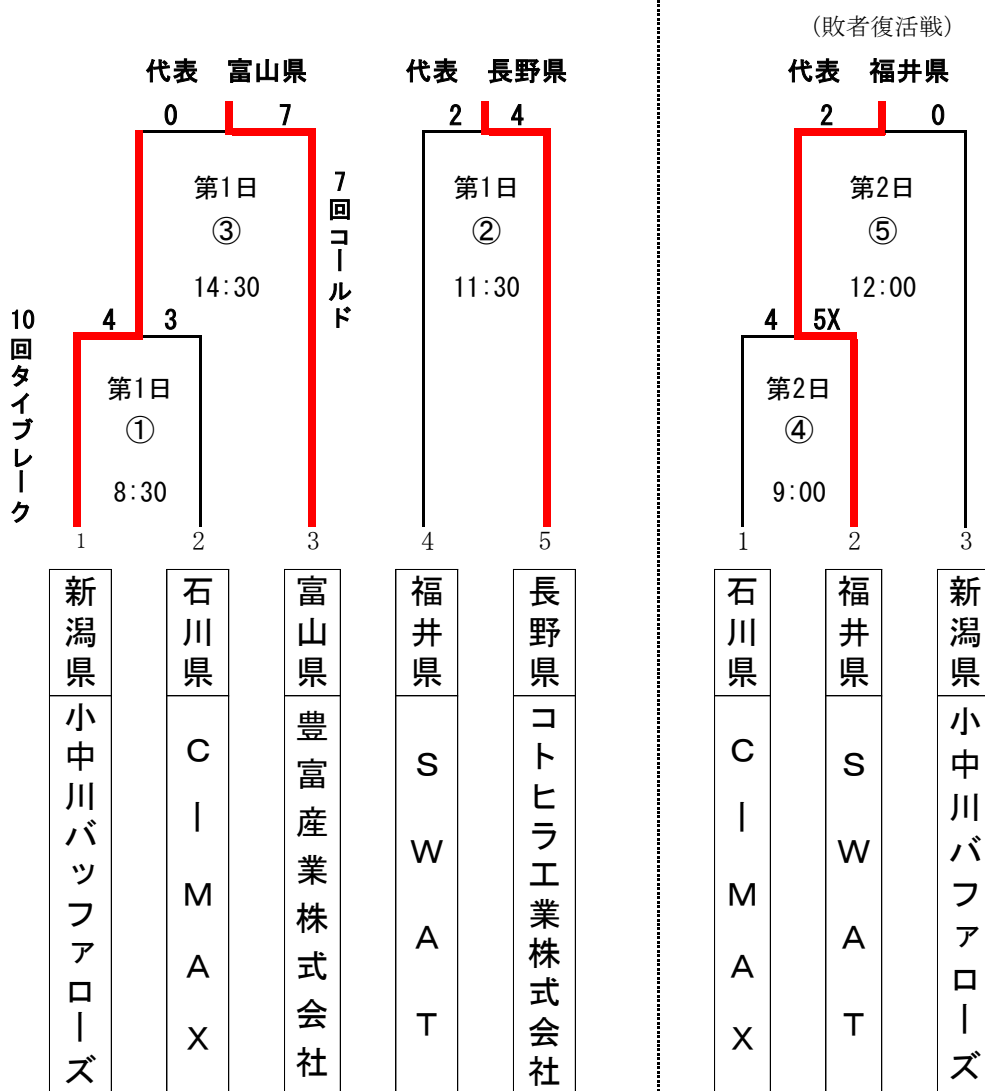 (敗者復活戦)
代表 富山県
代表 長野県
代表 福井県
0 7
2 4
2 0
第1日
③
14:30
7回コールド
第1日
②
11:30
第2日
⑤
12:00
10回タイブレーク
4 3
第1日
①
8:30
4 5X
第2日
④
9:00
1 2 3 4 5
1 2 3
新潟県
小中川バッファローズ
石川県
C－MAX
富山県
豊富産業株式会社
福井県
SWAT
長野県
コトヒラ工業株式会社
石川県
C－MAX
福井県
SWAT
新潟県
小中川バファローズ